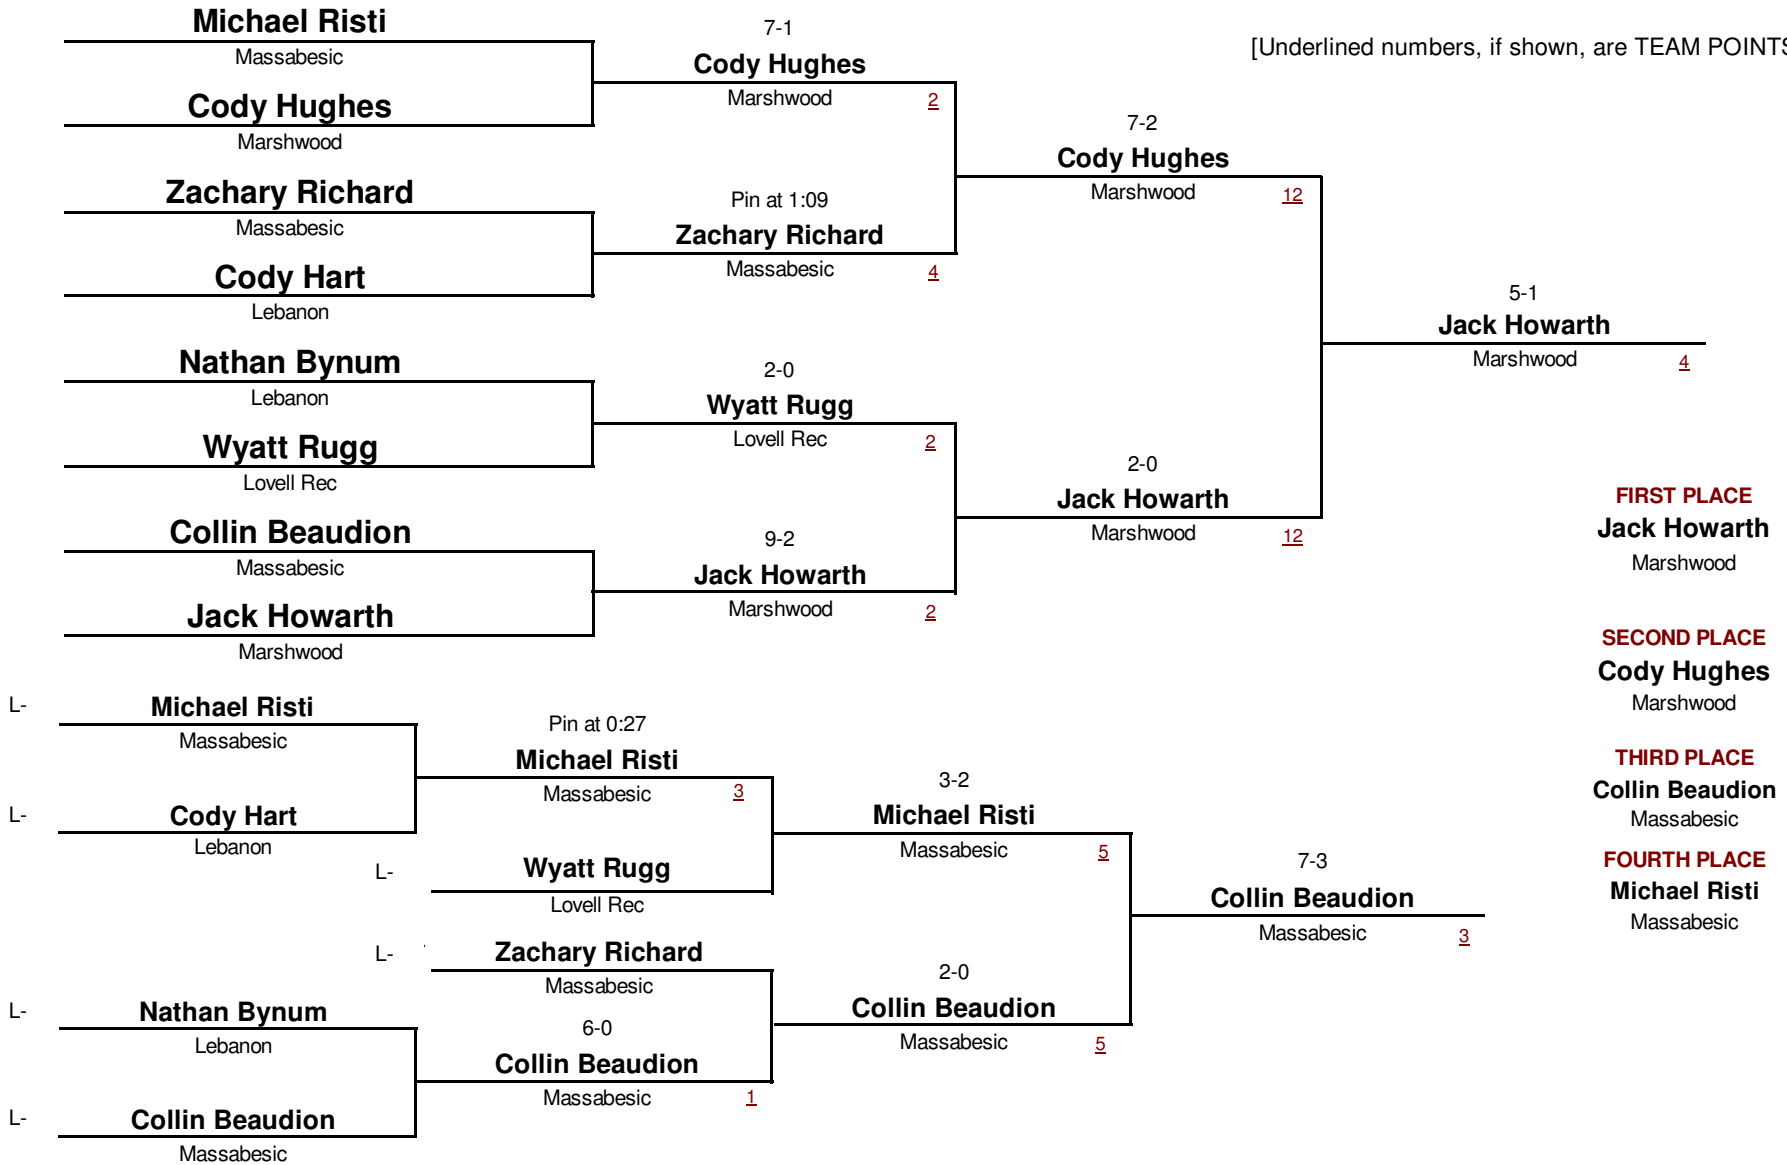 Michael Risti
Massabesic
Cody Hughes
Marshwood
Zachary Richard
Massabesic
Cody Hart
Lebanon
Nathan Bynum
Lebanon
Wyatt Rugg
Lovell Rec
Collin Beaudion
Massabesic
Jack Howarth
Marshwood
7-1
Cody Hughes
Marshwood
2
Pin at 1:09
Zachary Richard
Massabesic
4
2-0
Wyatt Rugg
Lovell Rec
2
9-2
Jack Howarth
Marshwood
2
7-2
Cody Hughes
Marshwood
12
2-0
Jack Howarth
Marshwood
12
[Underlined numbers, if shown, are TEAM POINTS
5-1
Jack Howarth
Marshwood
4
L-
Michael Risti
Massabesic
L-
Cody Hart
Lebanon
L-
Nathan Bynum
Lebanon
L-
Collin Beaudion
Massabesic
Pin at 0:27
Michael Risti
Massabesic
3
L-
Wyatt Rugg
Lovell Rec
L-
Zachary Richard
Massabesic
6-0
Collin Beaudion
Massabesic
1
3-2
Michael Risti
Massabesic
5
2-0
Collin Beaudion
Massabesic
5
7-3
Collin Beaudion
Massabesic
3
FIRST PLACE
Jack Howarth
Marshwood
SECOND PLACE
Cody Hughes
Marshwood
THIRD PLACE
Collin Beaudion
Massabesic
FOURTH PLACE
Michael Risti
Massabesic